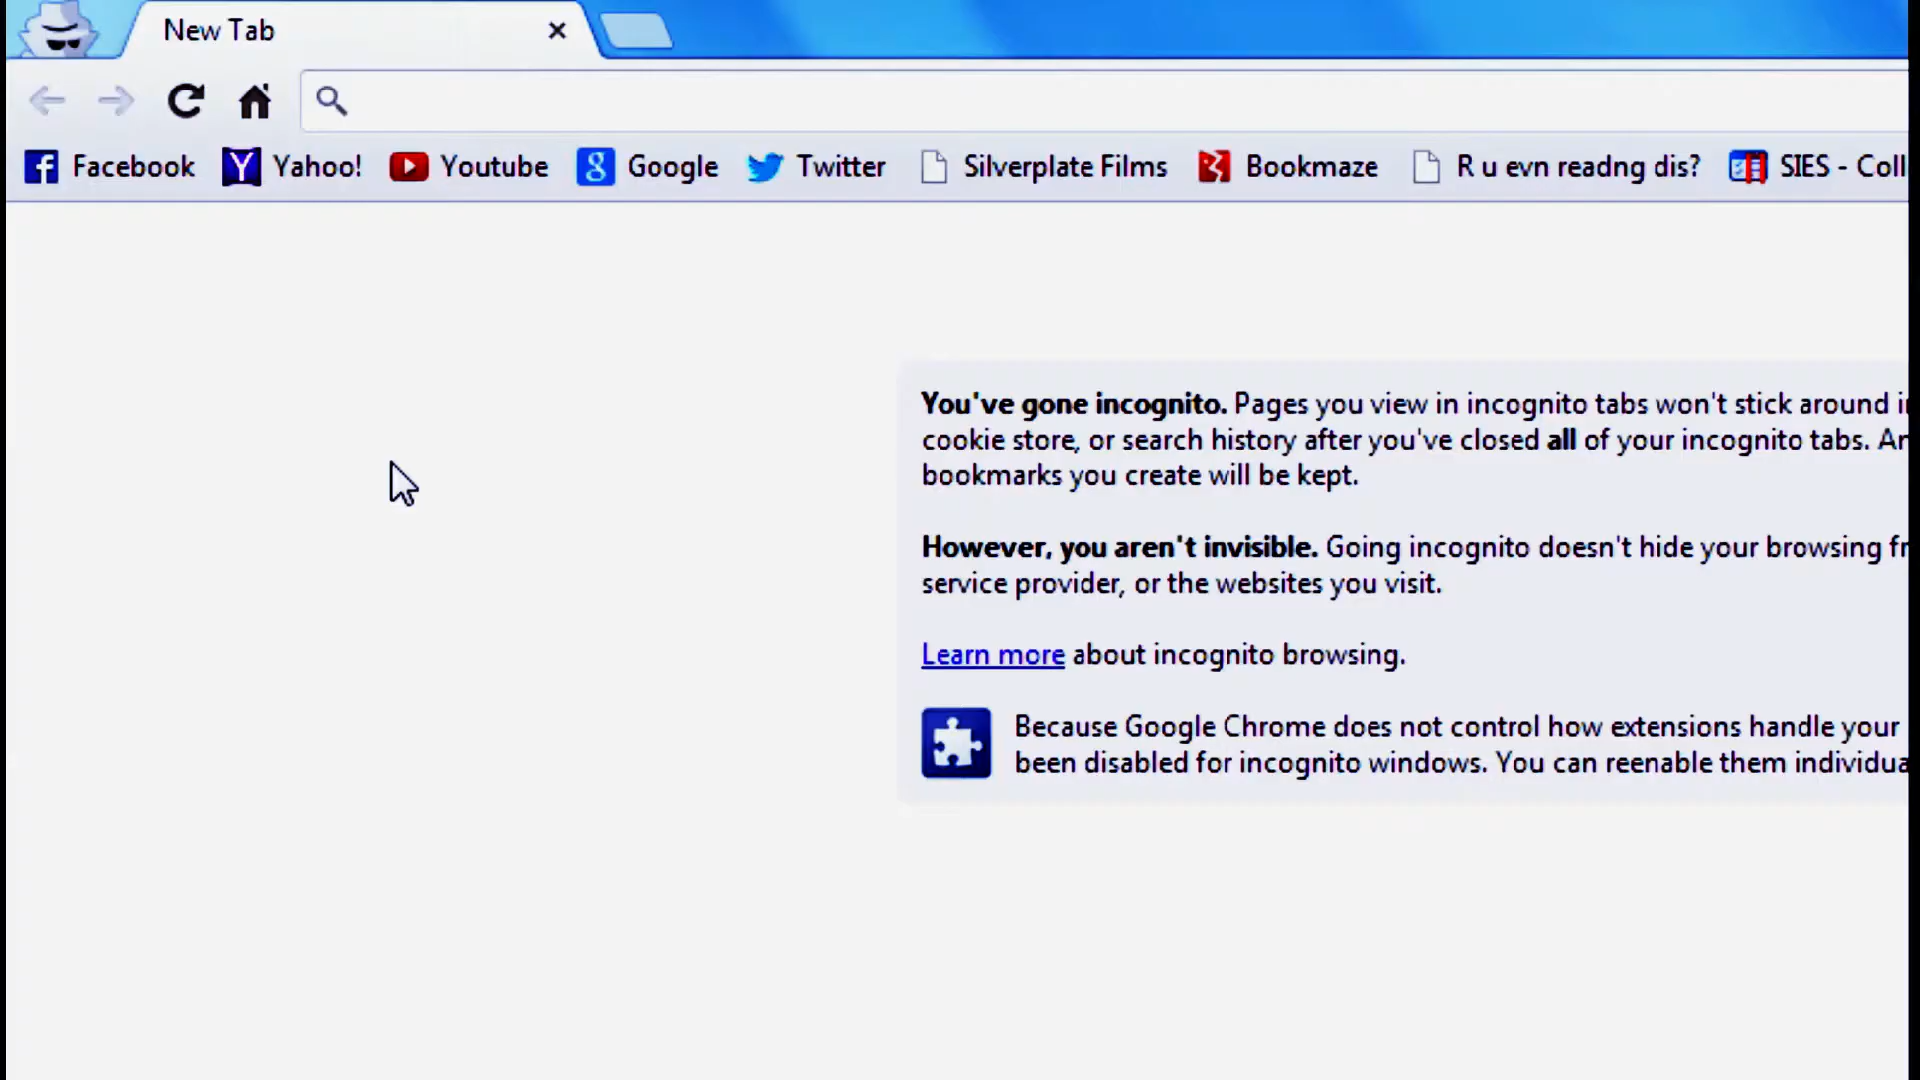 New Tab
Facebook Yahoo! Youtube Google Twitter Silverplate Films Bookmaze R u evn readng dis? SIES - Coll
You've gone incognito. Pages you view in incognito tabs won't stick around in
cookie store, or search history after you've closed all of your incognito tabs. An
bookmarks you create will be kept.
However, you aren't invisible. Going incognito doesn't hide your browsing fr
service provider, or the websites you visit.
Learn more about incognito browsing.
Because Google Chrome does not control how extensions handle your
been disabled for incognito windows. You can reenable them individua